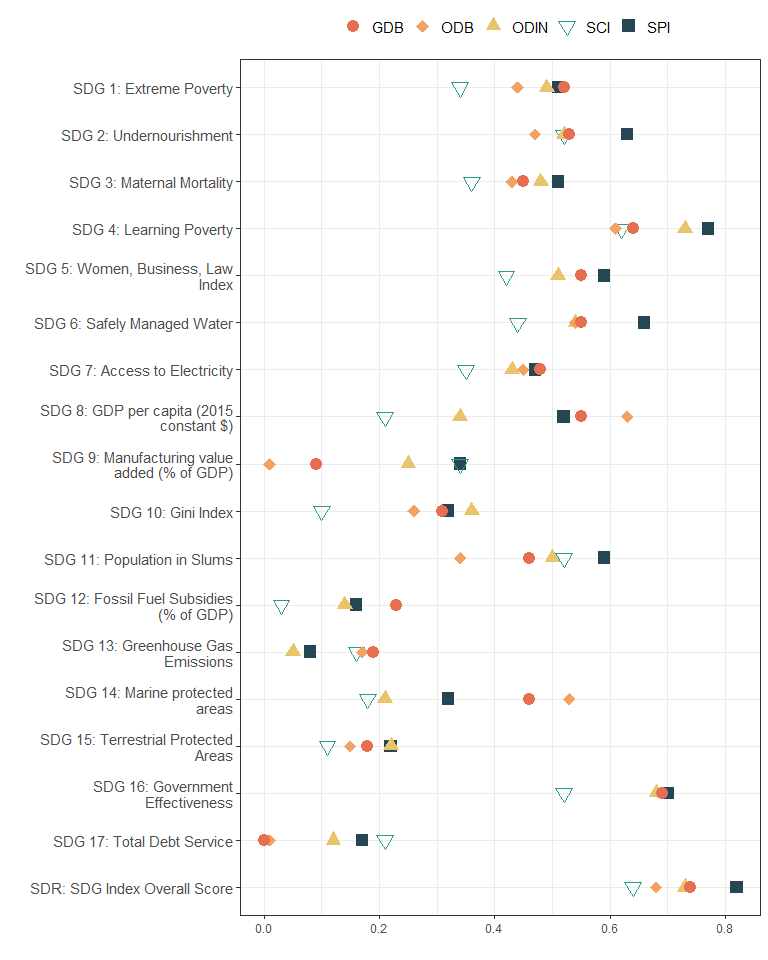 GDB ODB ODIN SCI SPI
SDG 1: Extreme Poverty
SDG 2: Undernourishment
SDG 3: Maternal Mortality
SDG 4: Learning Poverty
SDG 5: Women, Business, Law
Index
SDG 6: Safely Managed Water
SDG 7: Access to Electricity
SDG 8: GDP per capita (2015
constant $)
SDG 9: Manufacturing value
added (% of GDP)
SDG 10: Gini Index
SDG 11: Population in Slums
SDG 12: Fossil Fuel Subsidies
(% of GDP)
SDG 13: Greenhouse Gas
Emissions
SDG 14: Marine protected
areas
SDG 15: Terrestrial Protected
Areas
SDG 16: Government
Effectiveness
SDG 17: Total Debt Service
SDR: SDG Index Overall Score
0.0 0.2 0.4 0.6 0.8